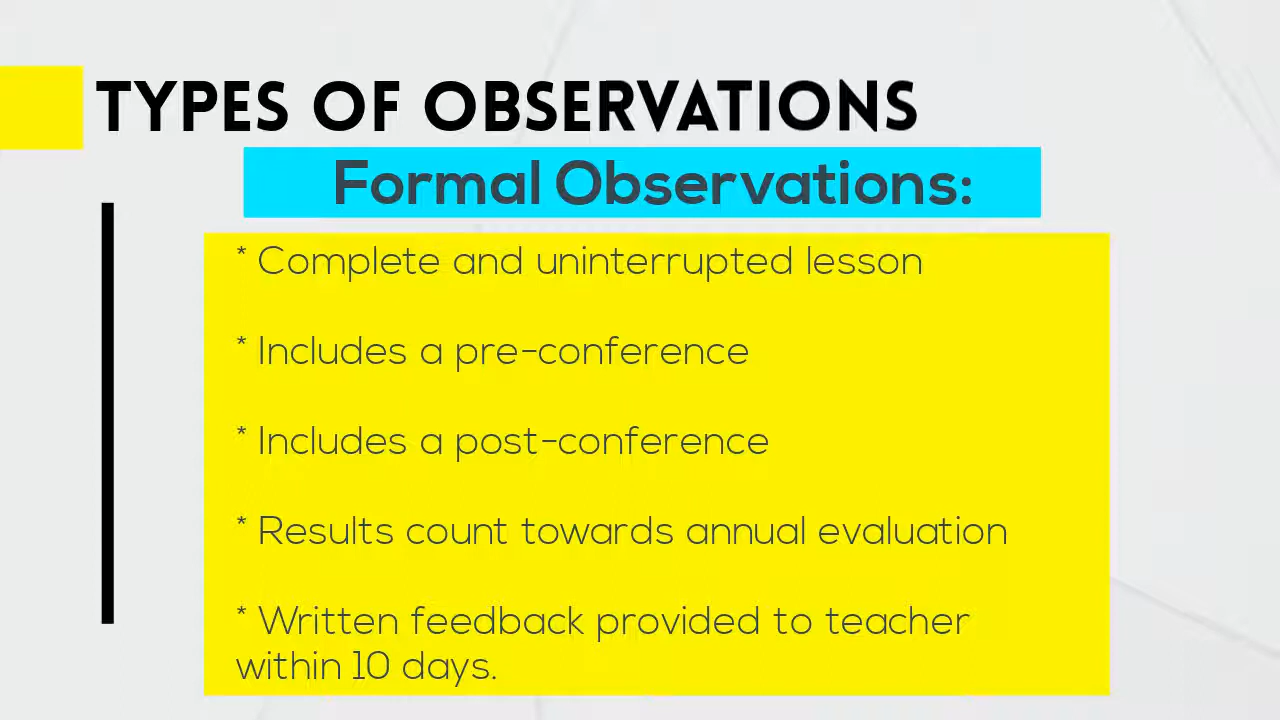 TYPES OF OBSERVATIONS
Formal Observations:
* Complete and uninterrupted lesson
* Includes a pre-conference
* Includes a post-conference
* Results count towards annual evaluation
* Written feedback provided to teacher
within 10 days.